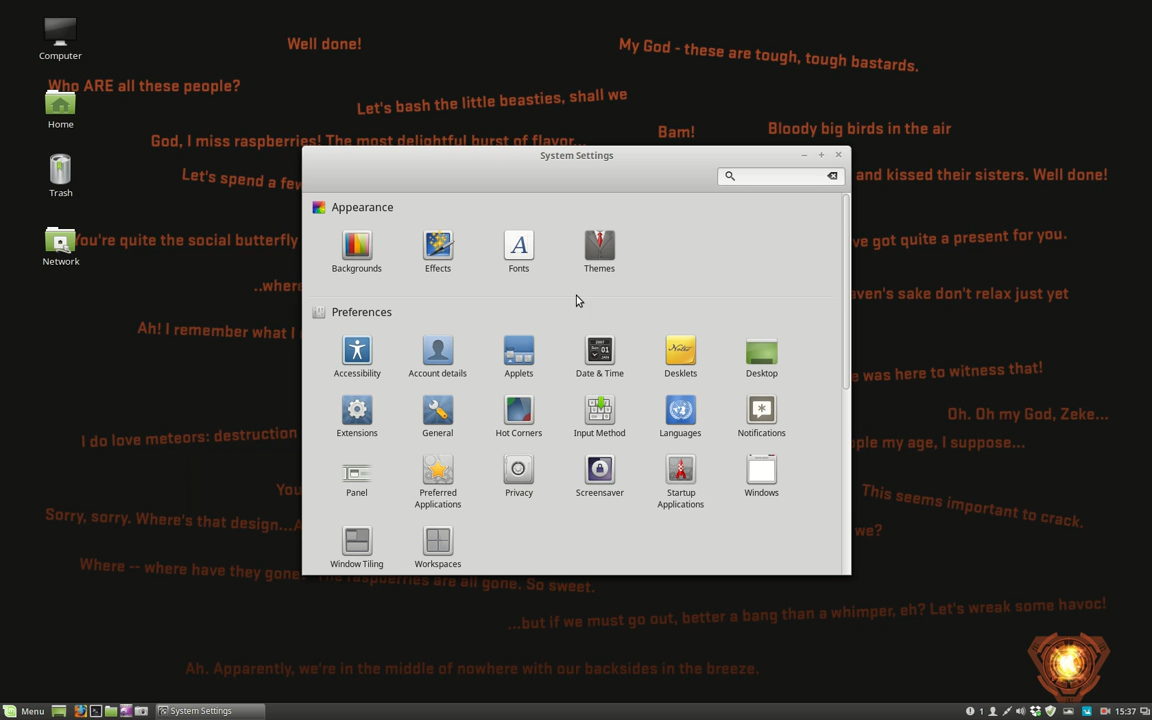 Computer
Well done!
My God - these are tough, tough bastards.
Who ARE all these people?
Let's bash the little beasties, shall we
Home
God, I miss raspberries! The most delightful burst of flavor...
Bam!
Bloody big birds in the air
System Settings
Let's spend a few
and kissed their sisters. Well done!
Trash
Appearance
You're quite the social butterfly
ve got quite a present for you.
Network
Backgrounds
Effects
Fonts
Themes
..where
ven's sake don't relax just yet
Preferences
Ah! I remember what I
Accessibility
Account details
Applets
Date & Time
Desklets
Desktop
e was here to witness that!
Oh. Oh my God, Zeke...
Extensions
General
Hot Corners
Input Method
Languages
Notifications
I do love meteors: destruction
ple my age, I suppose...
Panel
Preferred Applications
Privacy
Screensaver
Startup Applications
Windows
You
This seems important to crack.
Sorry, sorry. Where's that design...A
we?
Window Tiling
Workspaces
Where -- where have they gone? The raspberries are all gone. So sweet.
...but if we must go out, better a bang than a whimper, eh? Let's wreak some havoc!
Ah. Apparently, we're in the middle of nowhere with our backsides in the breeze.
Menu
System Settings
1
15:37